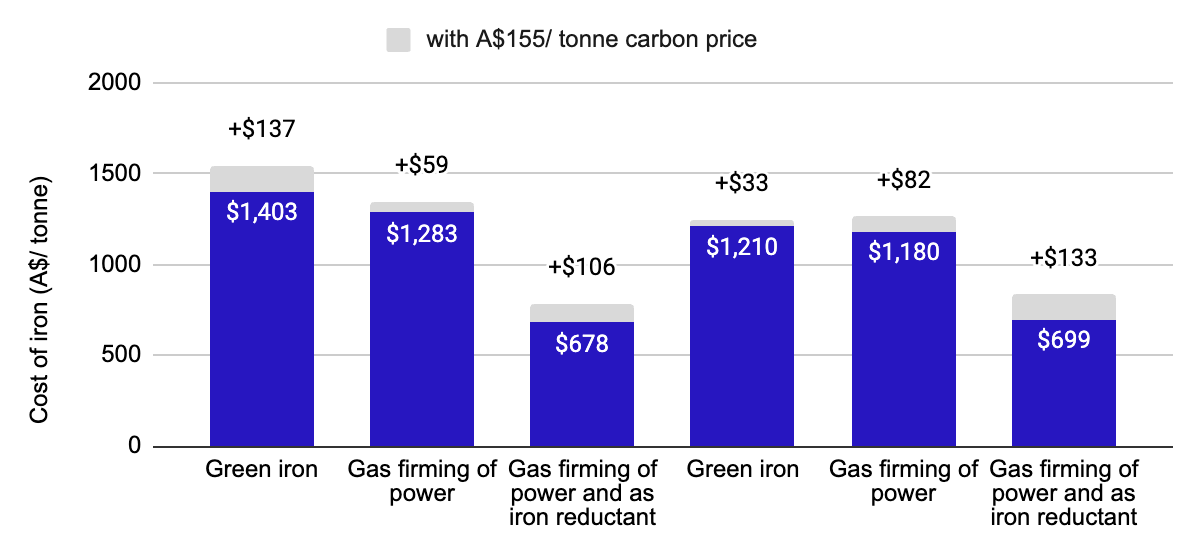 with A$155/ tonne carbon price
Cost of iron (A$/ tonne)
2000
1500
1000
500
0
+$137
$1,403
+$59
$1,283
+$106
$678
+$33
$1,210
+$82
$1,180
+$133
$699
Green iron
Gas firming of
power
Gas firming of
power and as
iron reductant
Green iron
Gas firming of
power
Gas firming of
power and as
iron reductant